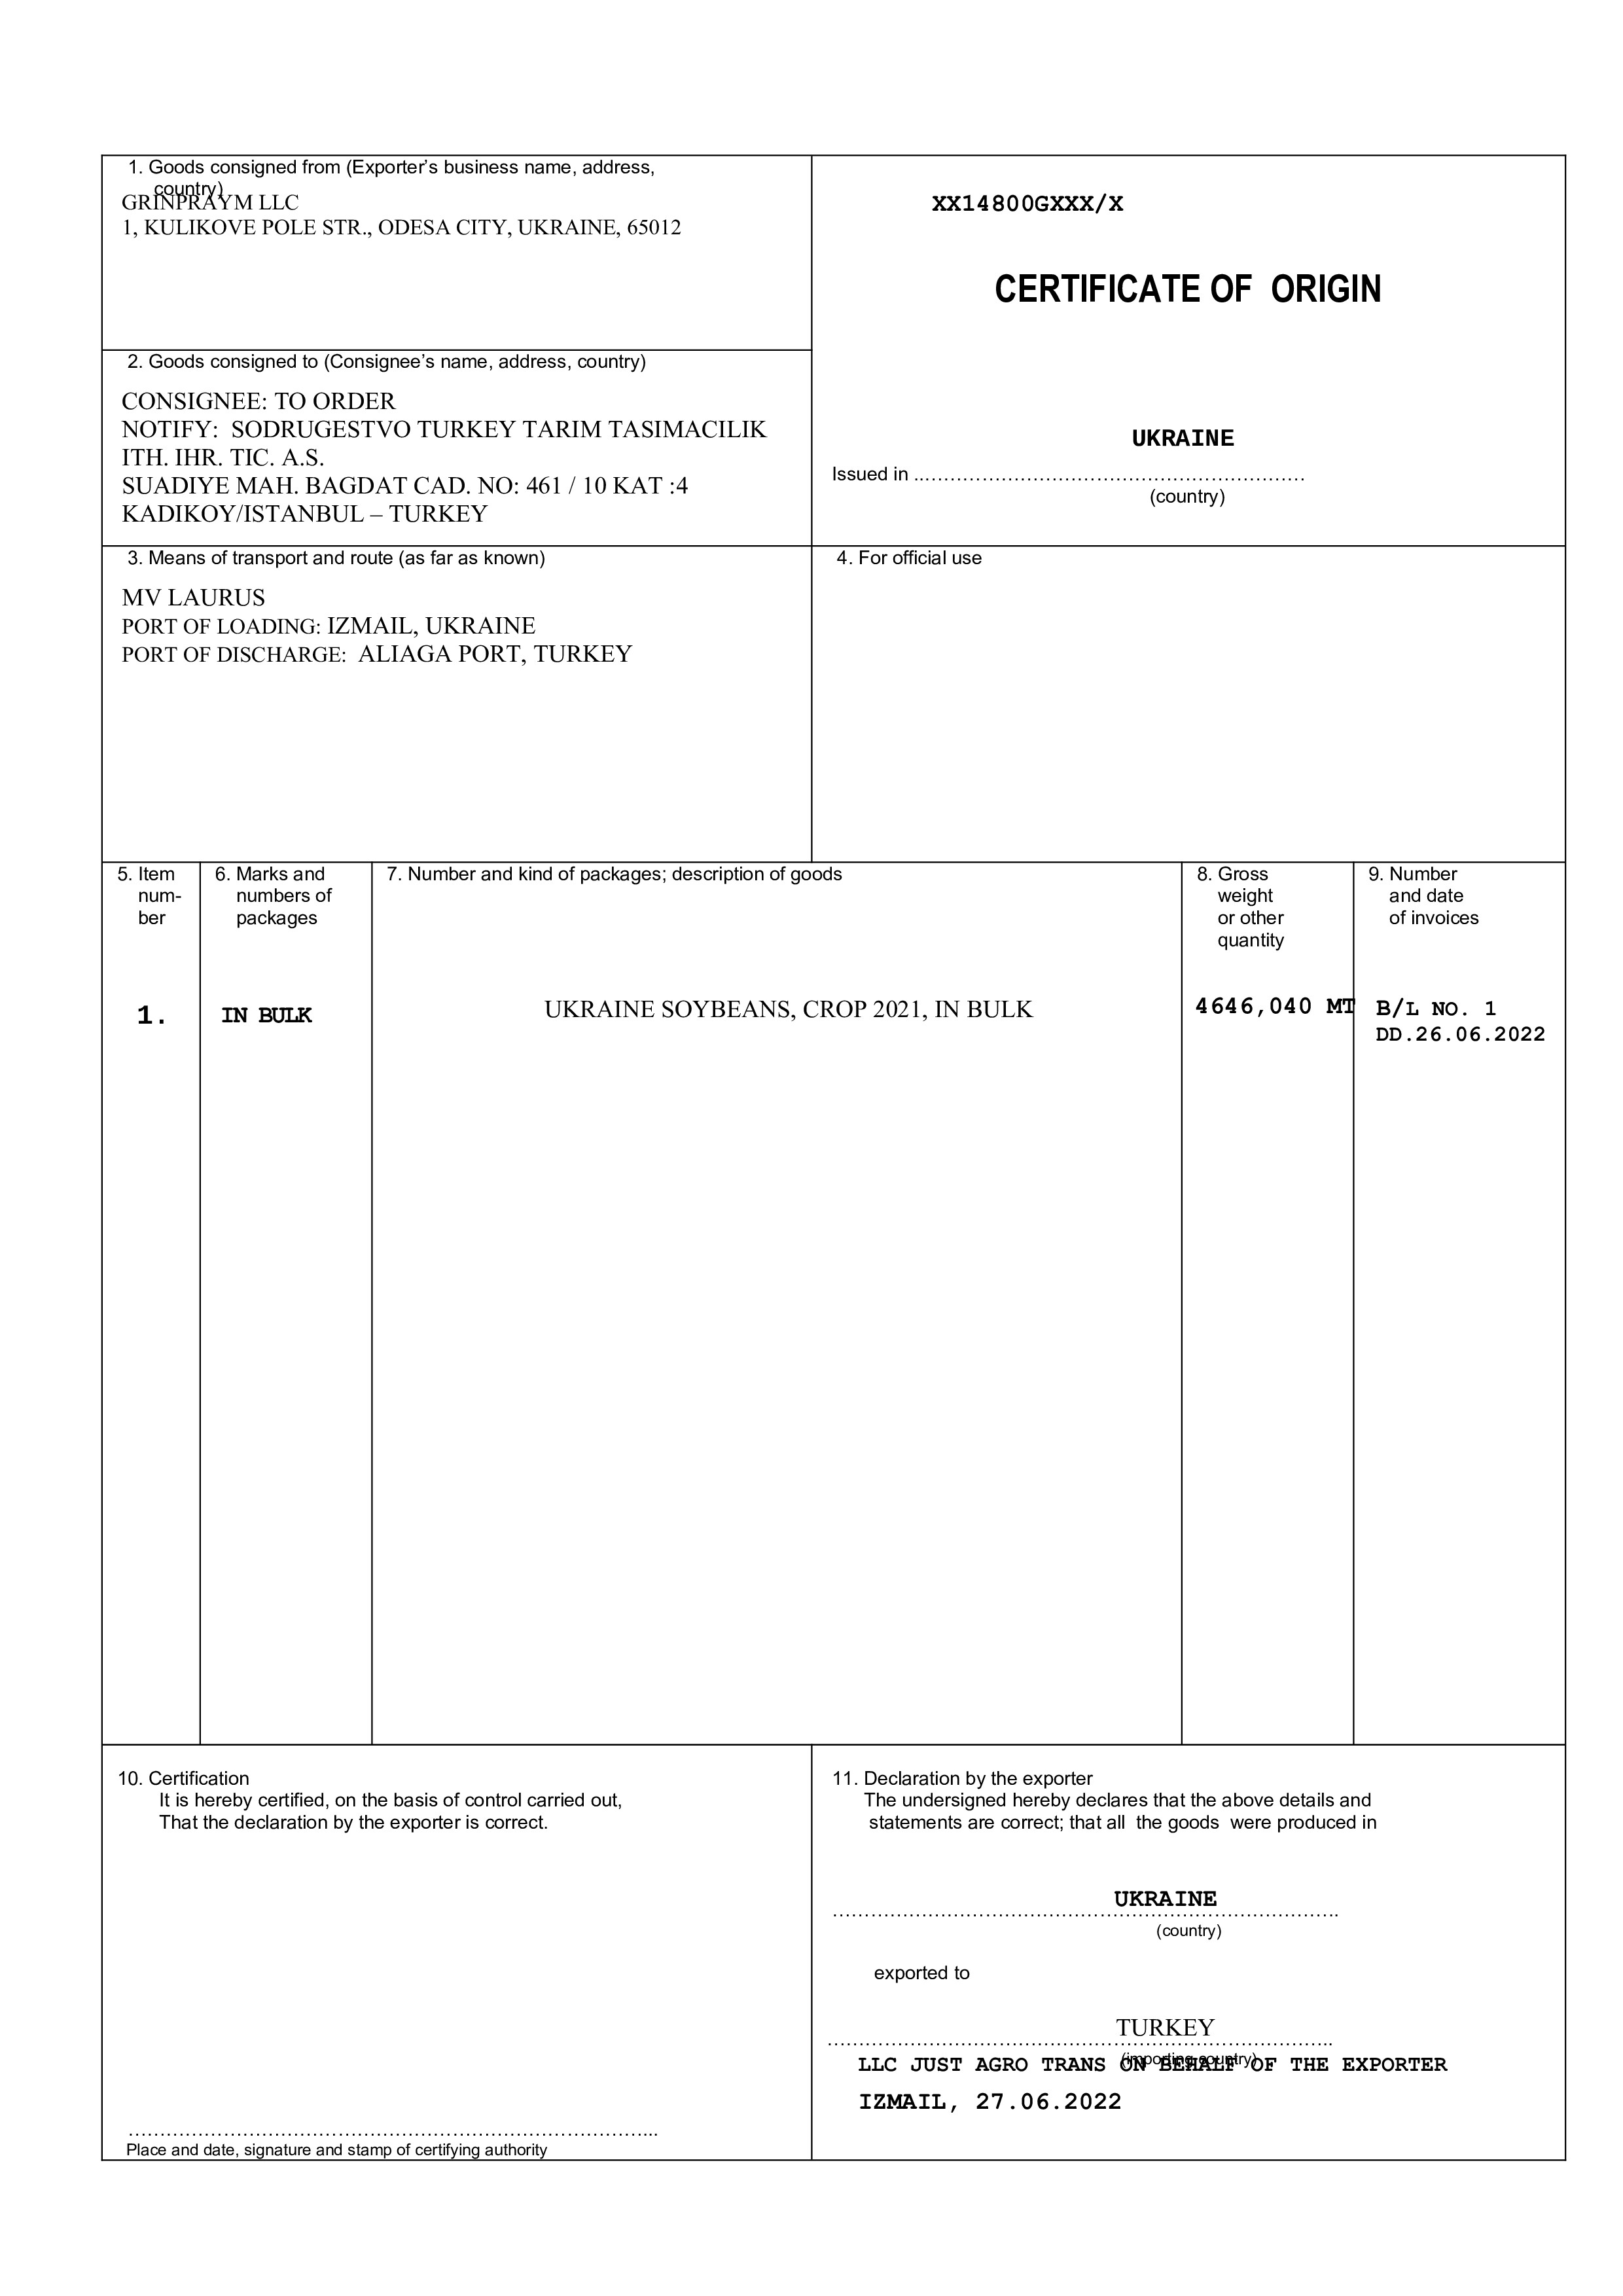 1. Goods consigned from (Exporter’s business name, address,
country)
GRINPRAYM LLC
1, KULIKOVE POLE STR., ODESA CITY, UKRAINE, 65012
XX14800GXXX/X
CERTIFICATE OF ORIGIN
UKRAINE
Issued in ..........................................................
(country)
2. Goods consigned to (Consignee’s name, address, country)
CONSIGNEE: TO ORDER
NOTIFY: SODRUGESTVO TURKEY TARIM TASIMACILIK
ITH. IHR. TIC. A.S.
SUADIYE MAH. BAGDAT CAD. NO: 461 / 10 KAT :4
KADIKOY/ISTANBUL – TURKEY
3. Means of transport and route (as far as known)
MV LAURUS
PORT OF LOADING: IZMAIL, UKRAINE
PORT OF DISCHARGE: ALIAGA PORT, TURKEY
4. For official use
5. Item
num-
ber
6. Marks and
numbers of
packages
7. Number and kind of packages; description of goods
8. Gross
weight
or other
quantity
9. Number
and date
of invoices
1.
IN BULK
UKRAINE SOYBEANS, CROP 2021, IN BULK
4646,040 MT
B/L NO. 1
DD.26.06.2022
10. Certification
It is hereby certified, on the basis of control carried out,
That the declaration by the exporter is correct.
Place and date, signature and stamp of certifying authority
11. Declaration by the exporter
The undersigned hereby declares that the above details and
statements are correct; that all the goods were produced in
UKRAINE
(country)
exported to
TURKEY
(importing country)
LLC JUST AGRO TRANS ON BEHALF OF THE EXPORTER
IZMAIL, 27.06.2022